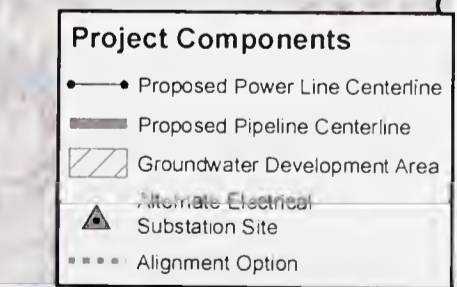 Project Components
Proposed Power Line Centerline
Proposed Pipeline Centerline
Groundwater Development Area
Alternate Electrical
Substation Site
Alignment Option